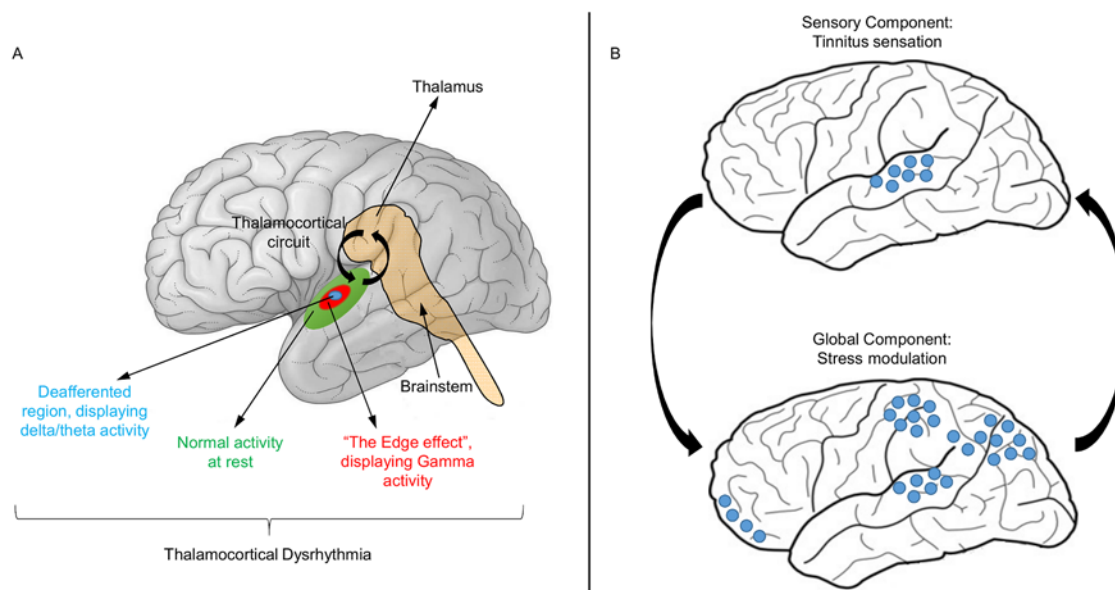 A
Thalamus
Thalamocortical
circuit
Brainstem
Deafferented
region, displaying
delta/theta activity
Normal activity
at rest
“The Edge effect”,
displaying Gamma
activity
Thalamocortical Dysrhythmia
B
Sensory Component:
Tinnitus sensation
Global Component:
Stress modulation